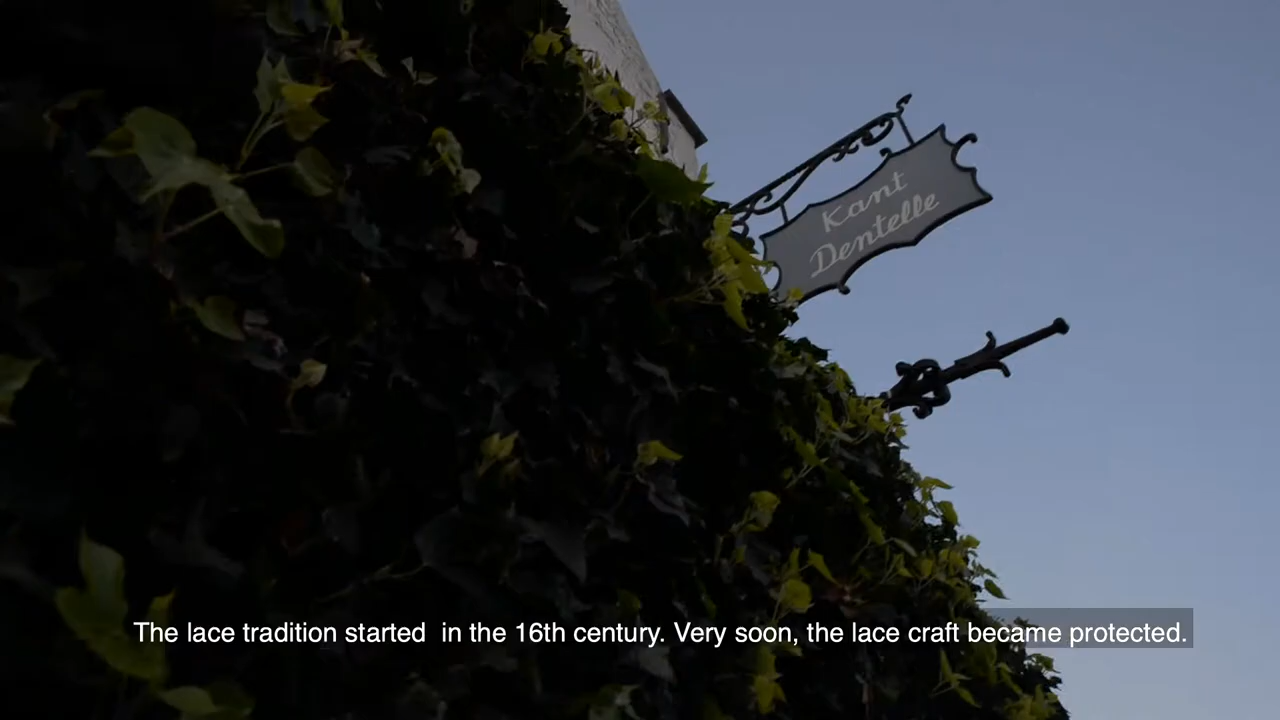 Kant
Dentelle
The lace tradition started  in the 16th century. Very soon, the lace craft became protected.